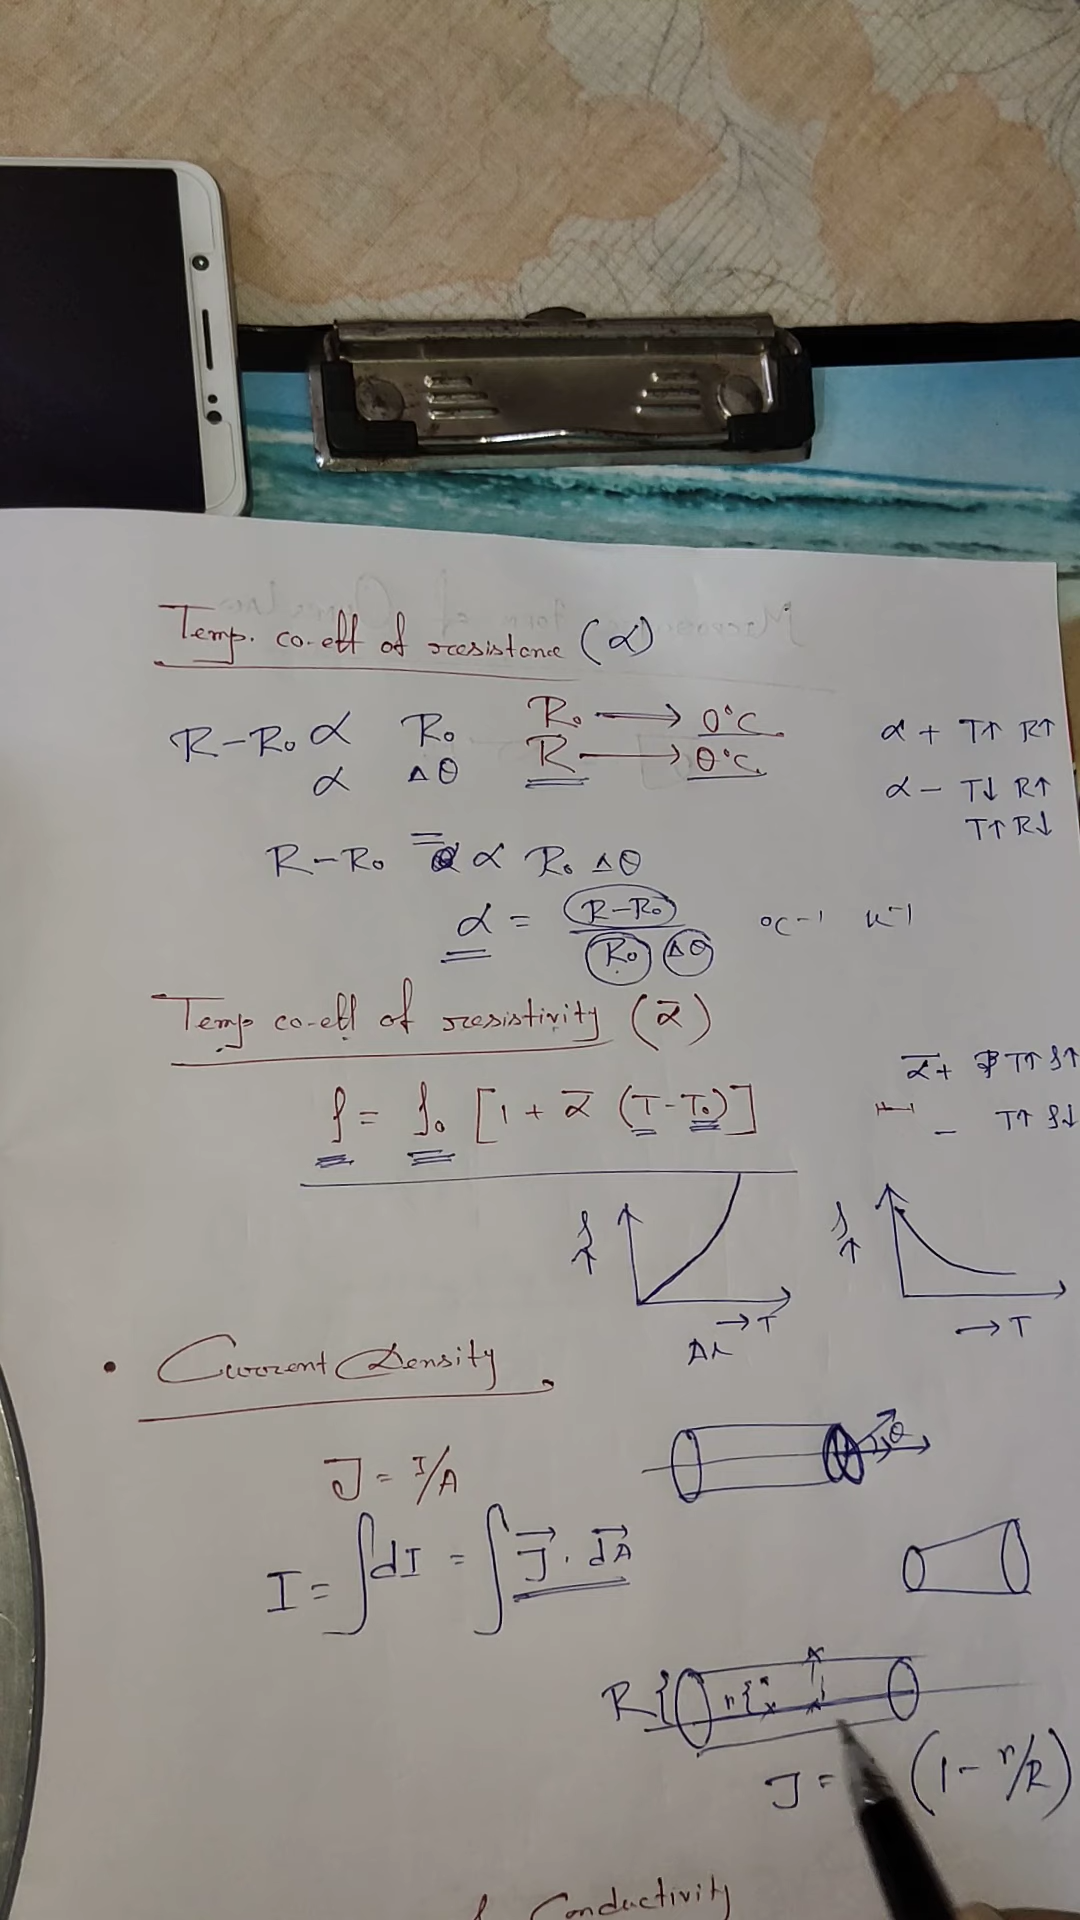 Temp. co-eff of resistance (α)
R-R₀ α R₀
α Δθ
R₀ → 0°C
R → θ°C
α + T↑ R↑
α - T↓ R↑
T↑ R↓
R-R₀ = α R₀ Δθ
α = (R-R₀) / (R₀ Δθ) °C⁻¹ K⁻¹
Temp co-eff of resistivity (ᾱ)
ρ = ρ₀ [1 + ᾱ (T-T₀)]
ᾱ + T↑ ρ↑
- T↑ ρ↓
ρ ↑
→ T
ρ ↑
→ T
• Current Density
J = I/A
θ
I = ∫dI = ∫J⃗ . dA⃗
R{ r{
J = (1 - r/R)
Conductivity